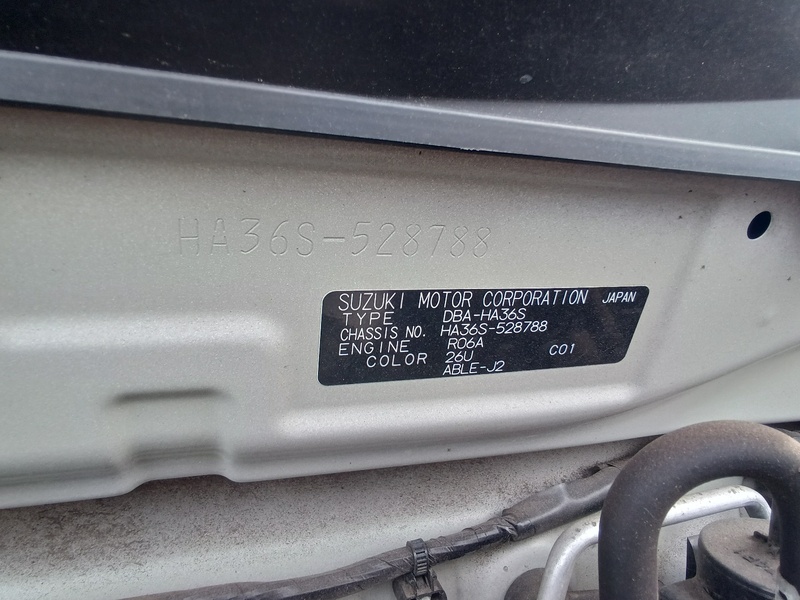 HA36S-528788
SUZUKI MOTOR CORPORATION JAPAN
TYPE DBA-HA36S
CHASSIS NO. HA36S-528788
ENGINE R06A
COLOR 26U C01
ABLE-J2